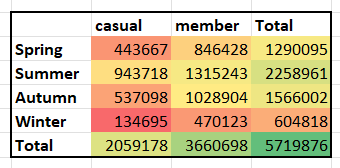 casual member Total
Spring 443667 846428 1290095
Summer 943718 1315243 2258961
Autumn 537098 1028904 1566002
Winter 134695 470123 604818
Total 2059178 3660698 5719876